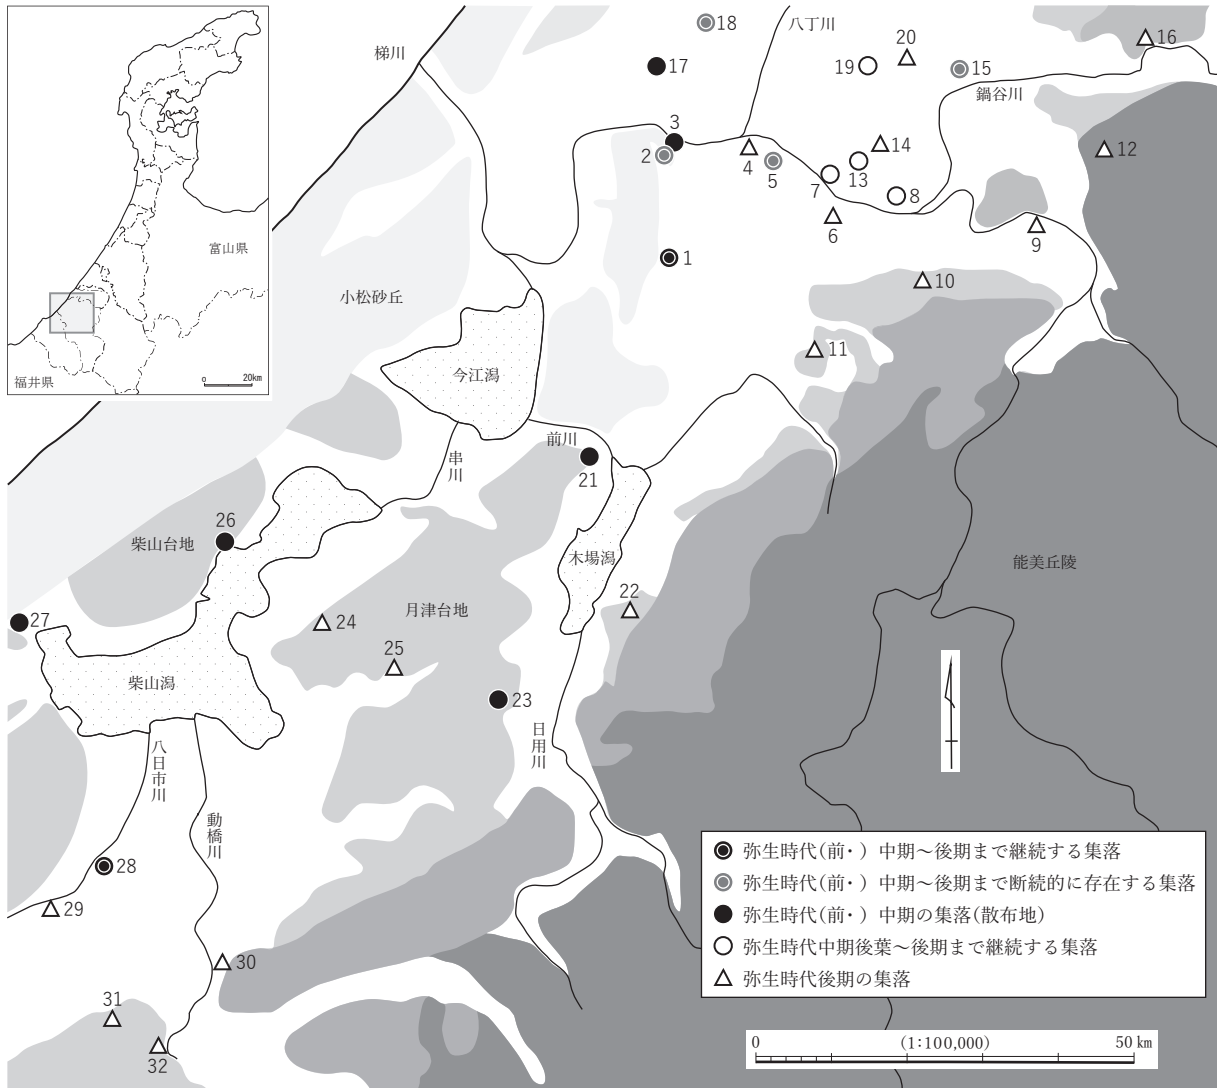 富山県
福井県
0 20km
梯川
八丁川
鍋谷川
18
17
20
19
15
16
3
2
4
5
14
13
7
8
12
6
9
1
10
11
小松砂丘
今江潟
前川
串川
21
木場潟
能美丘陵
26
柴山台地
27
24
月津台地
25
22
23
柴山潟
日用川
八日市川
動橋川
28
29
30
31
32
弥生時代(前・）中期～後期まで継続する集落
弥生時代(前・）中期～後期まで断続的に存在する集落
弥生時代(前・）中期の集落(散布地)
弥生時代中期後葉～後期まで継続する集落
弥生時代後期の集落
0 (1:100,000) 50 km